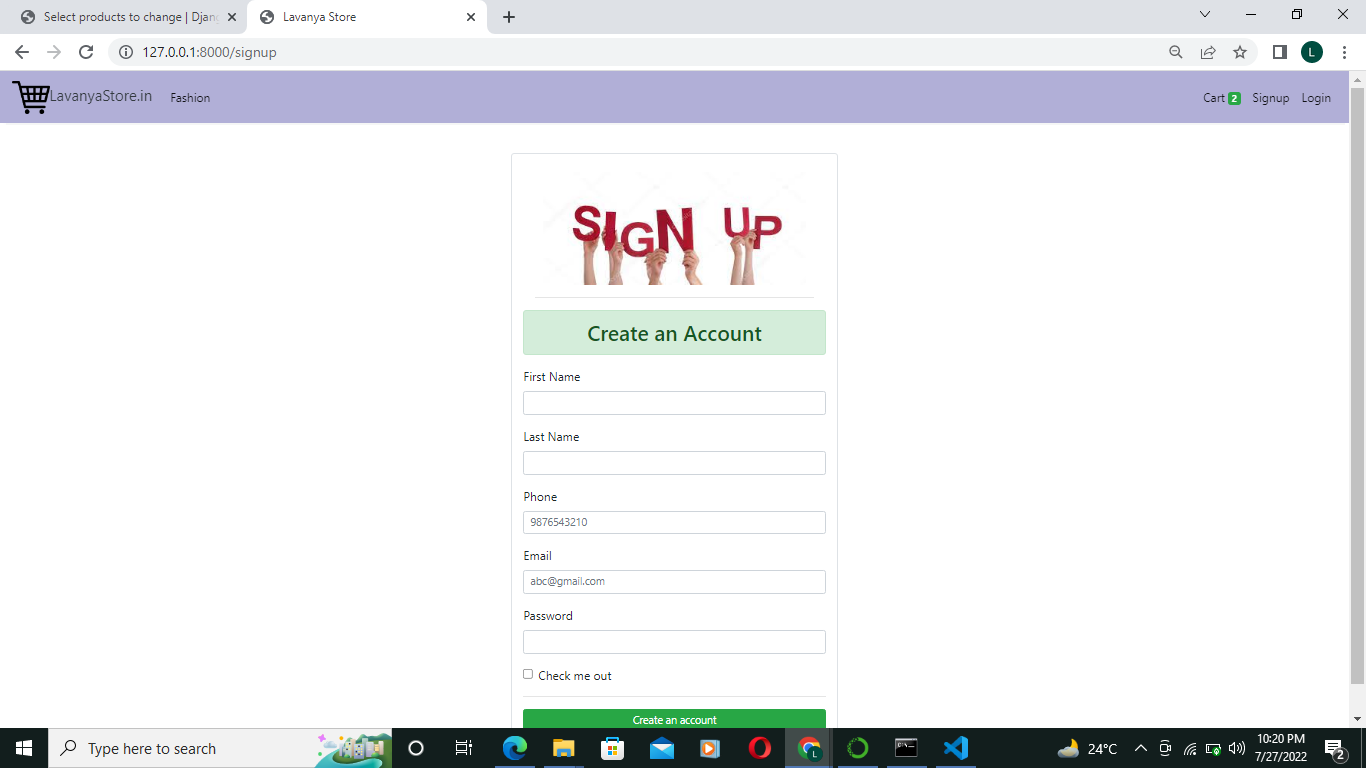 Select products to change | Djan
Lavanya Store
127.0.0.1:8000/signup
L
LavanyaStore.in
Fashion
Cart 2
Signup
Login
SIGN UP
Create an Account
First Name
Last Name
Phone
9876543210
Email
abc@gmail.com
Password
Check me out
Create an account
Type here to search
L
24°C
10:20 PM
7/27/2022
2